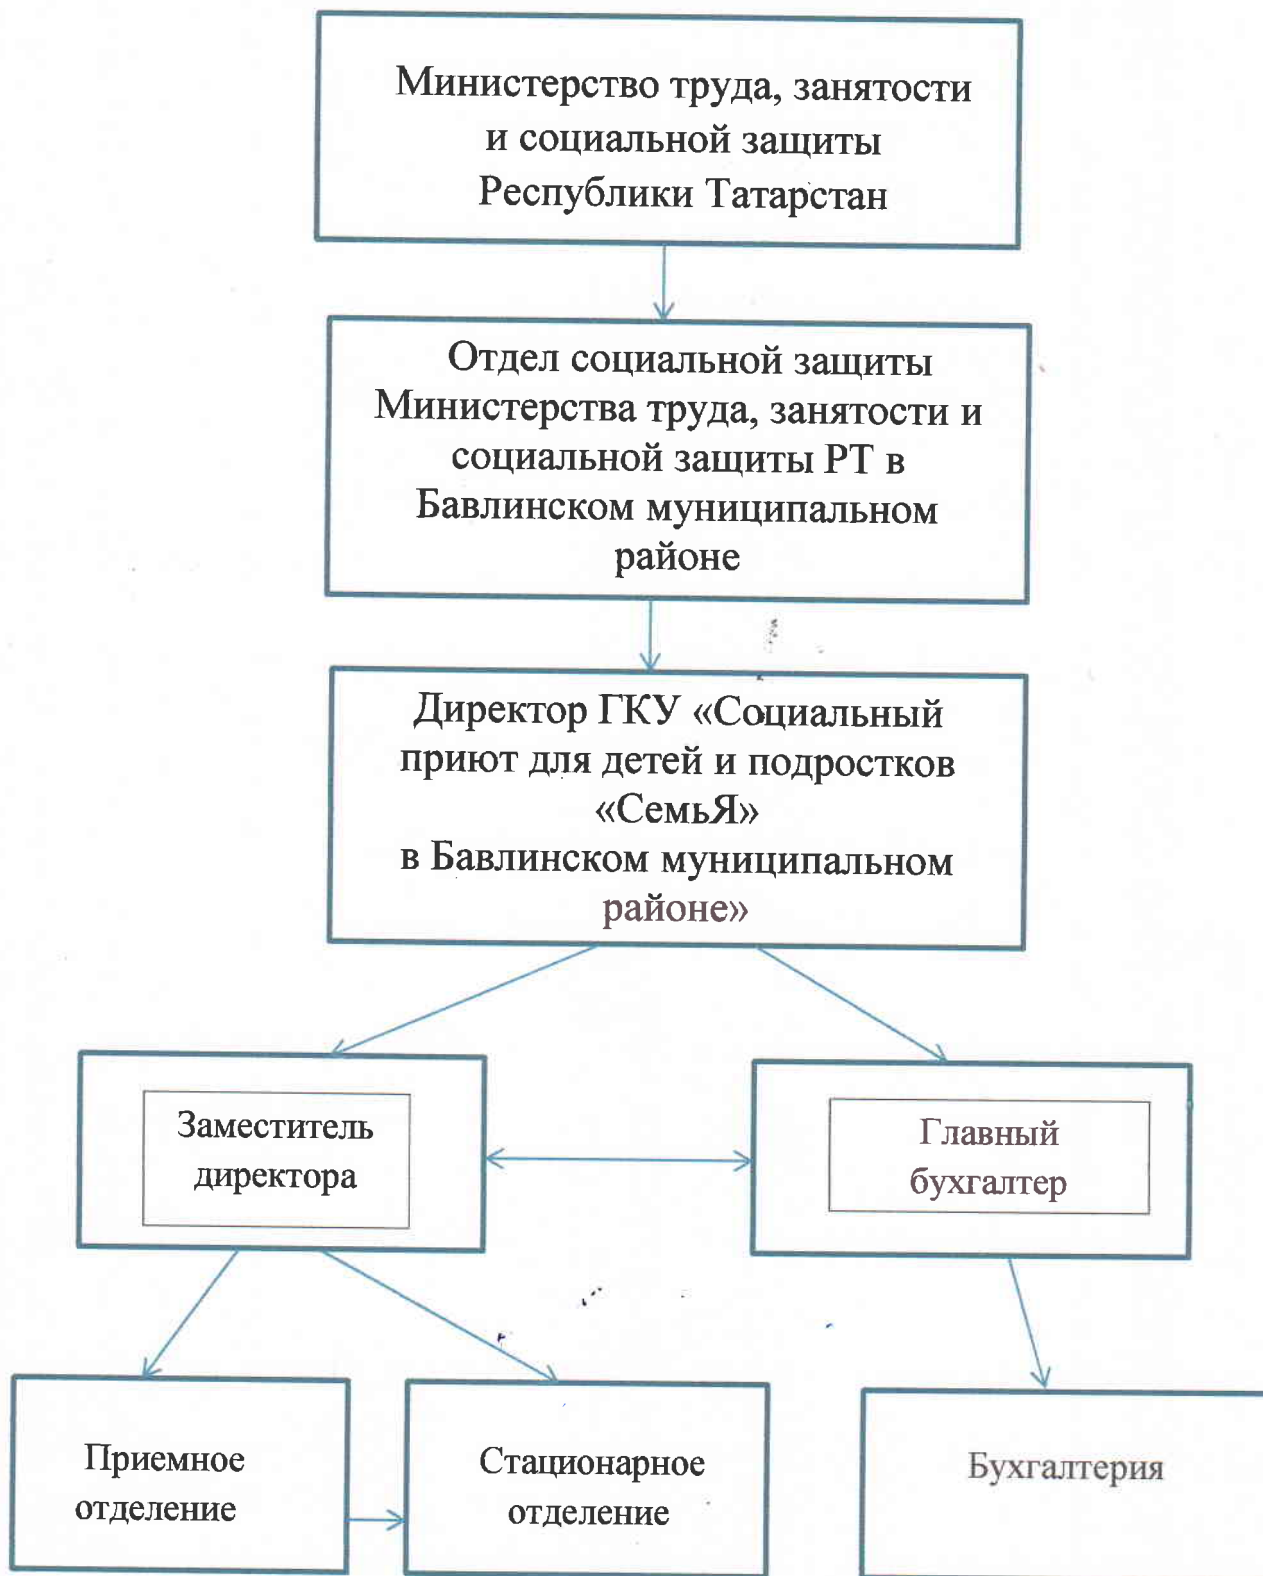 Министерство труда, занятости
и социальной защиты
Республики Татарстан
Отдел социальной защиты
Министерства труда, занятости и
социальной защиты РТ в
Бавлинском муниципальном
районе
Директор ГКУ «Социальный
приют для детей и подростков
«СемьЯ»
в Бавлинском муниципальном
районе»
Заместитель
директора
Главный
бухгалтер
Приемное
отделение
Стационарное
отделение
Бухгалтерия